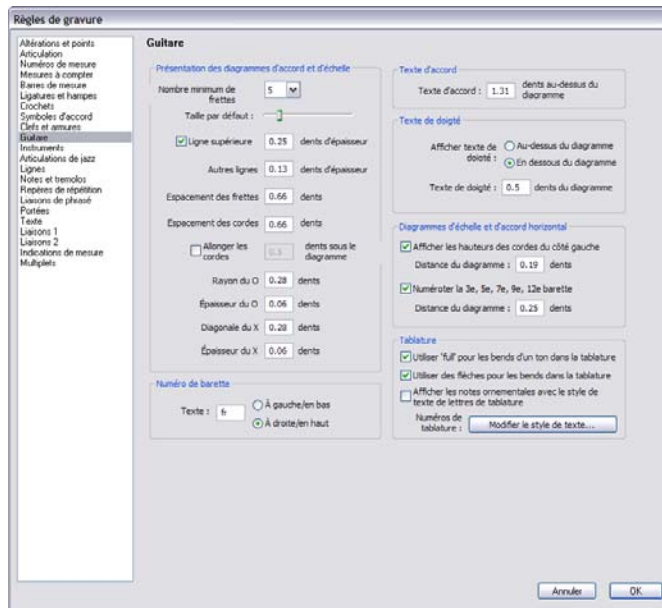 Règles de gravure
Altérations et points
Articulation
Numéros de mesure
Mesures à compter
Barres de mesure
Ligatures et hampes
Crochets
Symboles d'accord
Clefs et armures
Guitare
Instruments
Articulations de jazz
Lignes
Notes et tremolos
Repères de répétition
Liaisons de phrasé
Portées
Texte
Liaisons 1
Liaisons 2
Indications de mesure
Multiplets
Guitare
Présentation des diagrammes d'accord et d'échelle
Nombre minimum de
frettes
5
Taille par défaut :
Ligne supérieure 0.25 dents d'épaisseur
Autres lignes 0.13 dents d'épaisseur
Espacement des frettes 0.66 dents
Espacement des cordes 0.66 dents
Allonger les
cordes
0.5 dents sous le
diagramme
Rayon du O 0.28 dents
Épaisseur du O 0.06 dents
Diagonale du X 0.28 dents
Épaisseur du X 0.06 dents
Numéro de barette
Texte : fr
À gauche/en bas
À droite/en haut
Texte d'accord
Texte d'accord : 1.31 dents au-dessus du
diagramme
Texte de doigté
Afficher texte de
doigté :
Au-dessus du diagramme
En dessous du diagramme
Texte de doigté : 0.5 dents du diagramme
Diagrammes d'échelle et d'accord horizontal
Afficher les hauteurs des cordes du côté gauche
Distance du diagramme : 0.19 dents
Numéroter la 3e, 5e, 7e, 9e, 12e barette
Distance du diagramme : 0.25 dents
Tablature
Utiliser 'full' pour les bends d'un ton dans la tablature
Utiliser des flèches pour les bends dans la tablature
Afficher les notes ornementales avec le style de
texte de lettres de tablature
Numéros de
tablature :
Modifier le style de texte...
Annuler OK